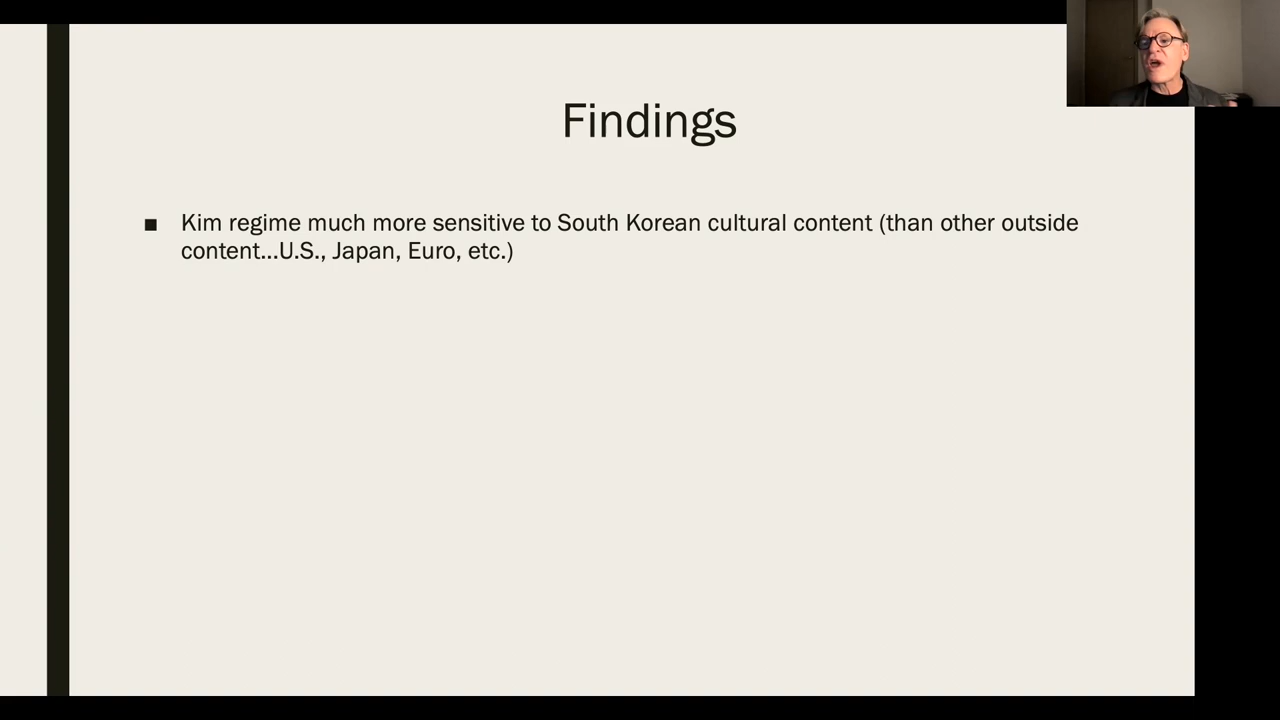 Findings
■ Kim regime much more sensitive to South Korean cultural content (than other outside
content...U.S., Japan, Euro, etc.)